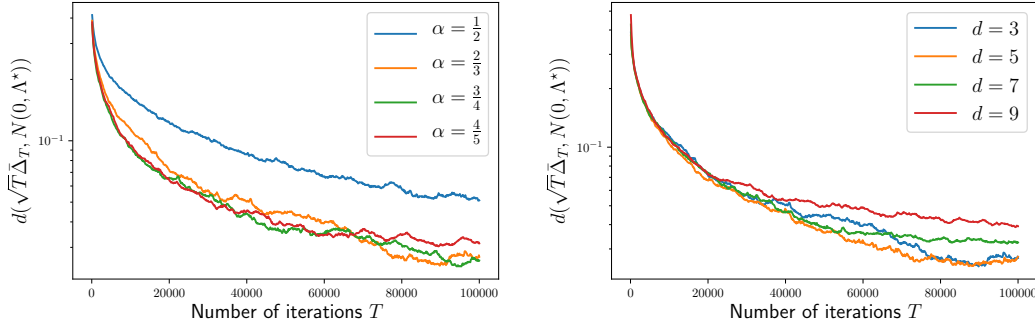 d(√T Δ̄_T, N(0, Λ⋆))
10⁻¹
α = 1/2
α = 2/3
α = 3/4
α = 4/5
0 20000 40000 60000 80000 100000
Number of iterations T
d(√T Δ̄_T, N(0, Λ⋆))
10⁻¹
d = 3
d = 5
d = 7
d = 9
0 20000 40000 60000 80000 100000
Number of iterations T